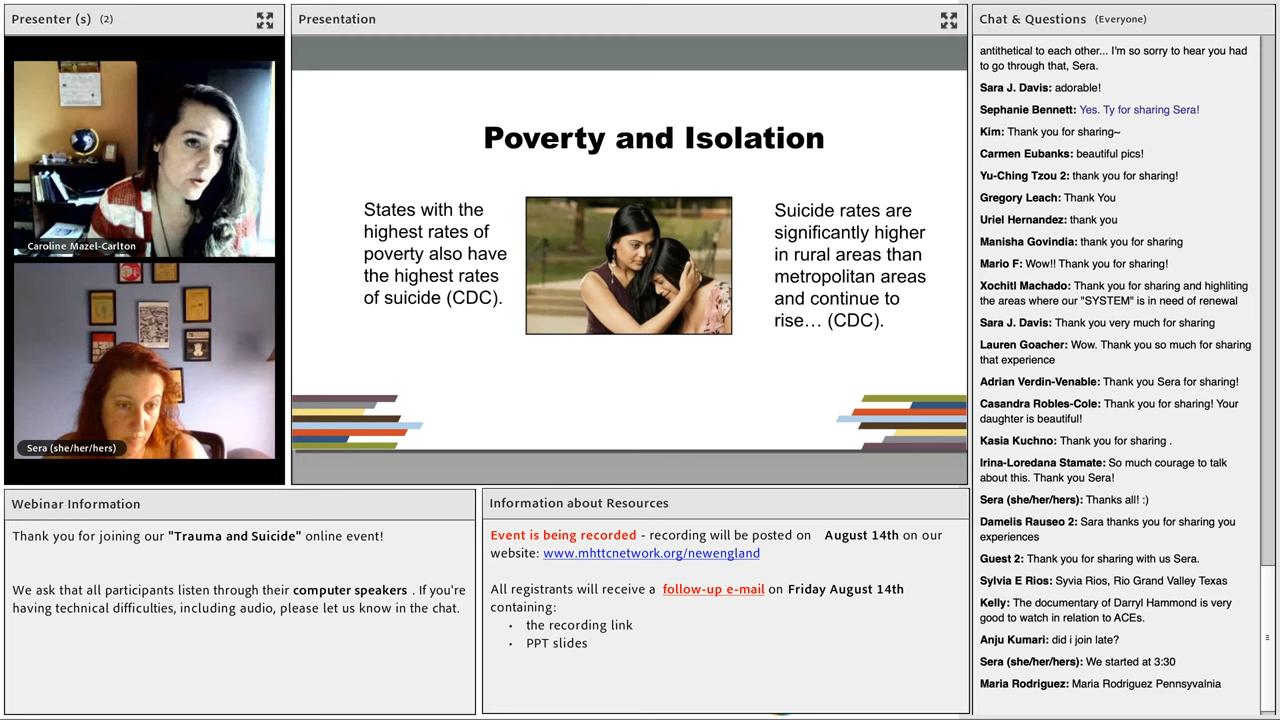 Presenter (s) (2)
Caroline Mazel-Carlton
Sera (she/her/hers)
Presentation
Poverty and Isolation
States with the
highest rates of
poverty also have
the highest rates
of suicide (CDC).
Suicide rates are
significantly higher
in rural areas than
metropolitan areas
and continue to
rise… (CDC).
Webinar Information
Thank you for joining our "Trauma and Suicide" online event!
We ask that all participants listen through their computer speakers . If you're
having technical difficulties, including audio, please let us know in the chat.
Information about Resources
Event is being recorded - recording will be posted on August 14th on our
website: www.mhttcnetwork.org/newengland
All registrants will receive a follow-up e-mail on Friday August 14th
containing:
• the recording link
• PPT slides
Chat & Questions (Everyone)
antithetical to each other... I'm so sorry to hear you had
to go through that, Sera.
Sara J. Davis: adorable!
Sephanie Bennett: Yes. Ty for sharing Sera!
Kim: Thank you for sharing~
Carmen Eubanks: beautiful pics!
Yu-Ching Tzou 2: thank you for sharing!
Gregory Leach: Thank You
Uriel Hernandez: thank you
Manisha Govindia: thank you for sharing
Mario F: Wow!! Thank you for sharing!
Xochitl Machado: Thank you for sharing and highliting
the areas where our "SYSTEM" is in need of renewal
Sara J. Davis: Thank you very much for sharing
Lauren Goacher: Wow. Thank you so much for sharing
that experience
Adrian Verdin-Venable: Thank you Sera for sharing!
Casandra Robles-Cole: Thank you for sharing! Your
daughter is beautiful!
Kasia Kuchno: Thank you for sharing .
Irina-Loredana Stamate: So much courage to talk
about this. Thank you Sera!
Sera (she/her/hers): Thanks all! :)
Damelis Rauseo 2: Sara thanks you for sharing you
experiences
Guest 2: Thank you for sharing with us Sera.
Sylvia E Rios: Syvia Rios, Rio Grand Valley Texas
Kelly: The documentary of Darryl Hammond is very
good to watch in relation to ACEs.
Anju Kumari: did i join late?
Sera (she/her/hers): We started at 3:30
Maria Rodriguez: Maria Rodriguez Pennsyvalnia